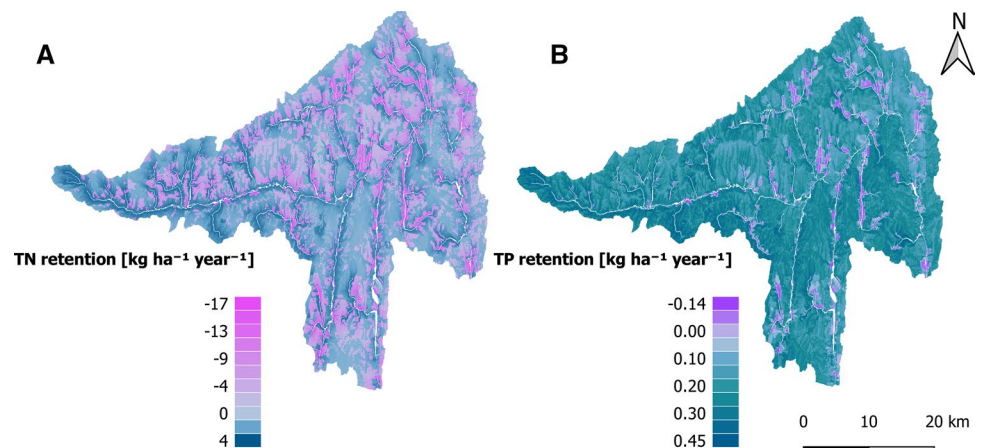 A
B
N
TN retention [kg ha⁻¹ year⁻¹]
-17
-13
-9
-4
0
4
TP retention [kg ha⁻¹ year⁻¹]
-0.14
0.00
0.10
0.20
0.30
0.45
0 10 20 km